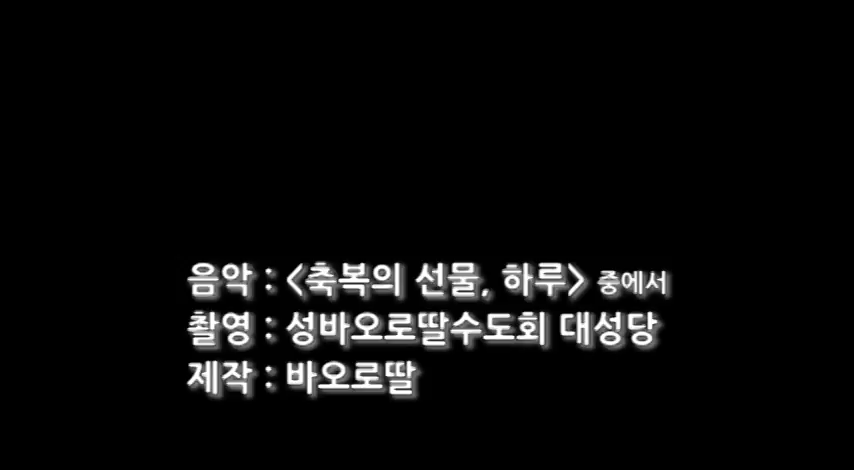 음악 : <축복의 선물, 하루> 중에서
촬영 : 성바오로딸수도회 대성당
제작 : 바오로딸